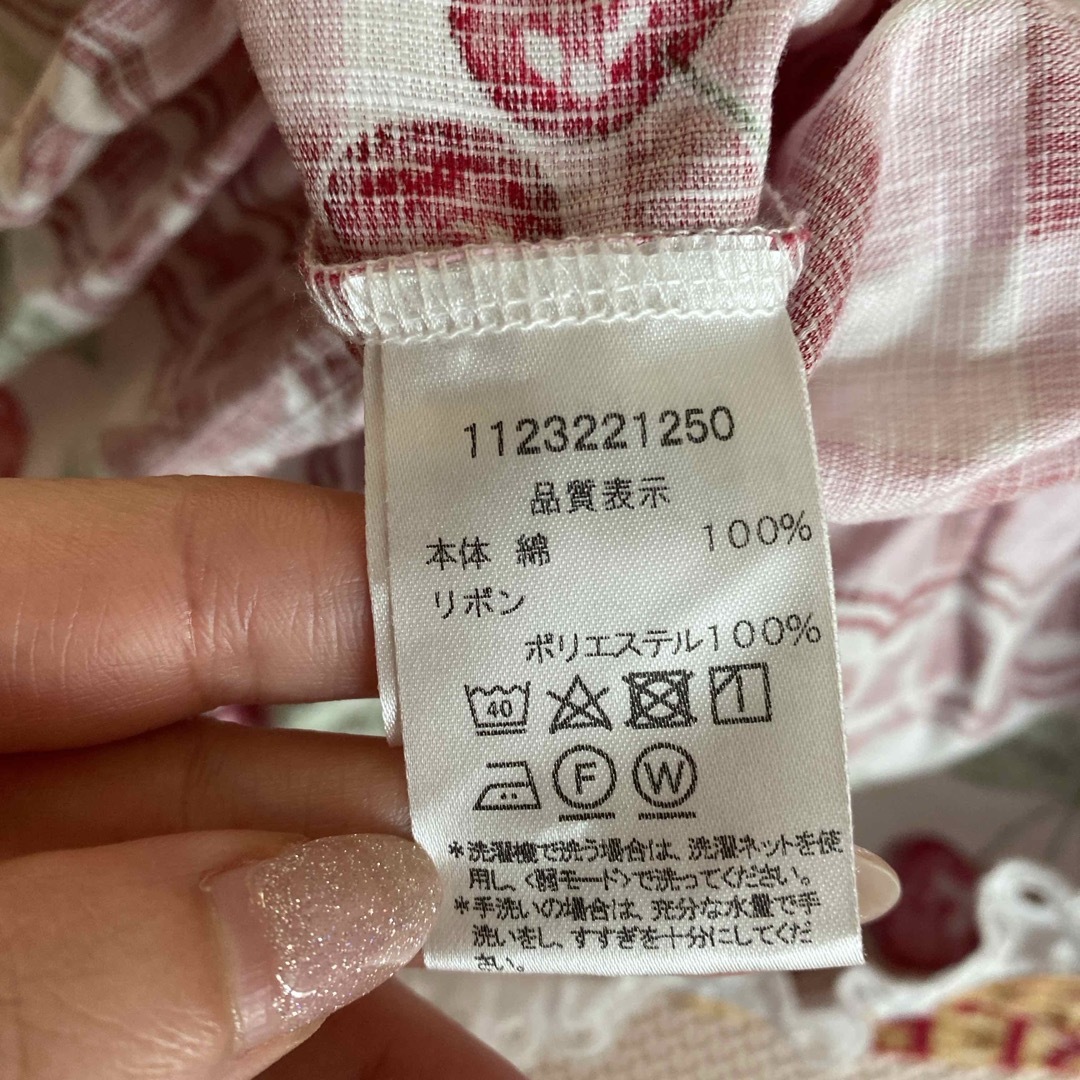 1123221250
品質表示
本体 綿 100%
リボン
ポリエステル100%
40
F W
*洗濯機で洗う場合は、洗濯ネットを使
用し、<弱モード>で洗ってください。
*手洗いの場合は、充分な水量で手
洗いをし、すすぎを十分にしてくだ
さい。